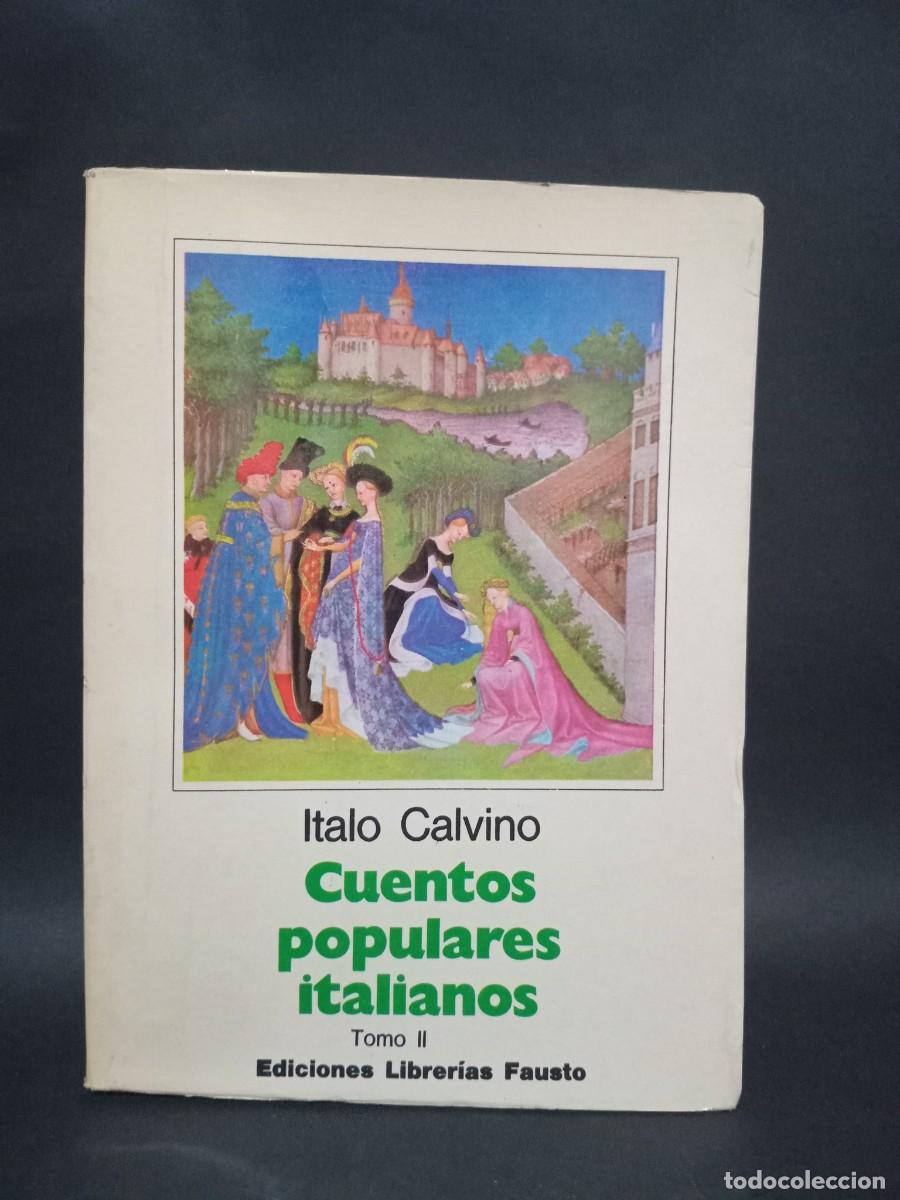 Italo Calvino
Cuentos
populares
italianos
Tomo II
Ediciones Librerías Fausto
todocoleccion